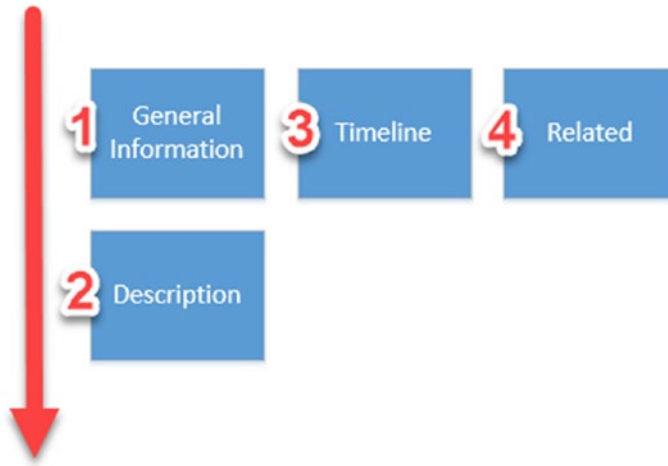 1
General
Information
3
Timeline
4
Related
2
Description